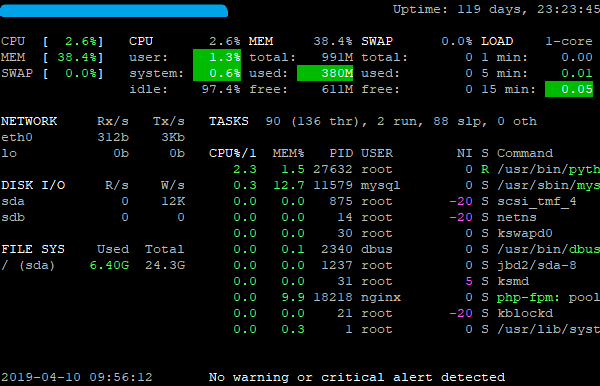 Uptime: 119 days, 23:23:45
CPU [ 2.6%] CPU 2.6% MEM 38.4% SWAP 0.0% LOAD 1-core
MEM [ 38.4%] user: 1.3% total: 991M total: 0 1 min: 0.00
SWAP [ 0.0%] system: 0.6% used: 380M used: 0 5 min: 0.01
idle: 97.4% free: 611M free: 0 15 min: 0.05
NETWORK Rx/s Tx/s TASKS 90 (136 thr), 2 run, 88 slp, 0 oth
eth0 312b 3Kb
lo 0b 0b CPU%/1 MEM% PID USER NI S Command
2.3 1.5 27632 root 0 R /usr/bin/pyth
DISK I/O R/s W/s 0.3 12.7 11579 mysql 0 S /usr/sbin/mys
sda 0 12K 0.0 0.0 875 root -20 S scsi_tmf_4
sdb 0 0 0.0 0.0 14 root -20 S netns
0.0 0.0 30 root 0 S kswapd0
FILE SYS Used Total 0.0 0.1 2340 dbus 0 S /usr/bin/dbus
/ (sda) 6.40G 24.3G 0.0 0.0 1237 root 0 S jbd2/sda-8
0.0 0.0 31 root 5 S ksmd
0.0 9.9 18218 nginx 0 S php-fpm: pool
0.0 0.0 21 root -20 S kblockd
0.0 0.3 1 root 0 S /usr/lib/syst
2019-04-10 09:56:12 No warning or critical alert detected